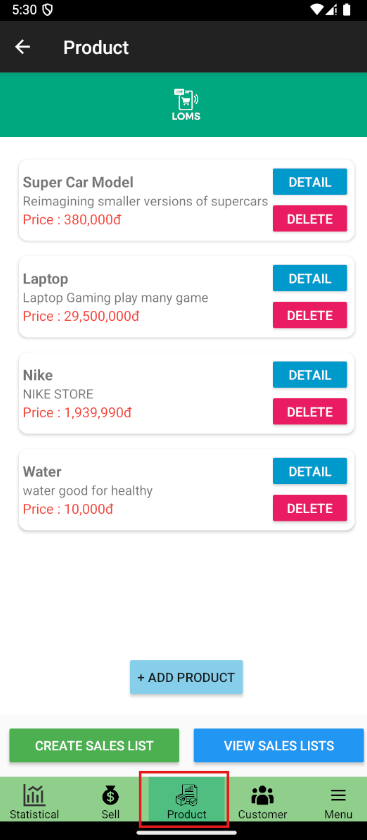 5:30
Product
LOMS
Super Car Model
Reimagining smaller versions of supercars
Price : 380,000đ
DETAIL
DELETE
Laptop
Laptop Gaming play many game
Price : 29,500,000đ
DETAIL
DELETE
Nike
NIKE STORE
Price : 1,939,990đ
DETAIL
DELETE
Water
water good for healthy
Price : 10,000đ
DETAIL
DELETE
+ ADD PRODUCT
CREATE SALES LIST
VIEW SALES LISTS
Statistical
Sell
Product
Customer
Menu